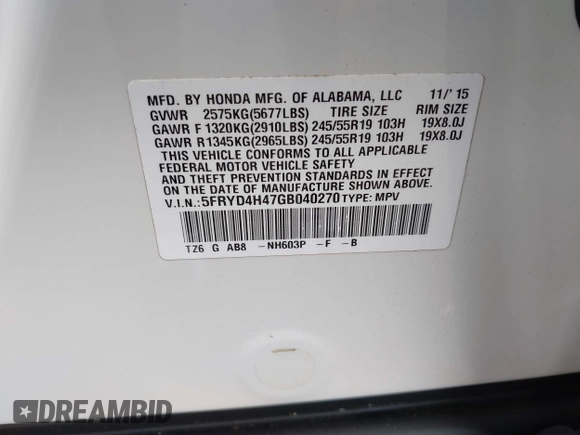 MFD. BY HONDA MFG. OF ALABAMA, LLC 11/' 15
GVWR 2575KG(5677LBS) TIRE SIZE RIM SIZE
GAWR F 1320KG(2910LBS) 245/55R19 103H 19X8.0J
GAWR R1345KG(2965LBS) 245/55R19 103H 19X8.0J
THIS VEHICLE CONFORMS TO ALL APPLICABLE
FEDERAL MOTOR VEHICLE SAFETY
AND THEFT PREVENTION STANDARDS IN EFFECT
ON THE DATE OF MANUFACTURE SHOWN ABOVE.
V.I.N.:5FRYD4H47GB040270 TYPE: MPV
TZ6 G AB8 -NH603P -F -B
DREAMBID